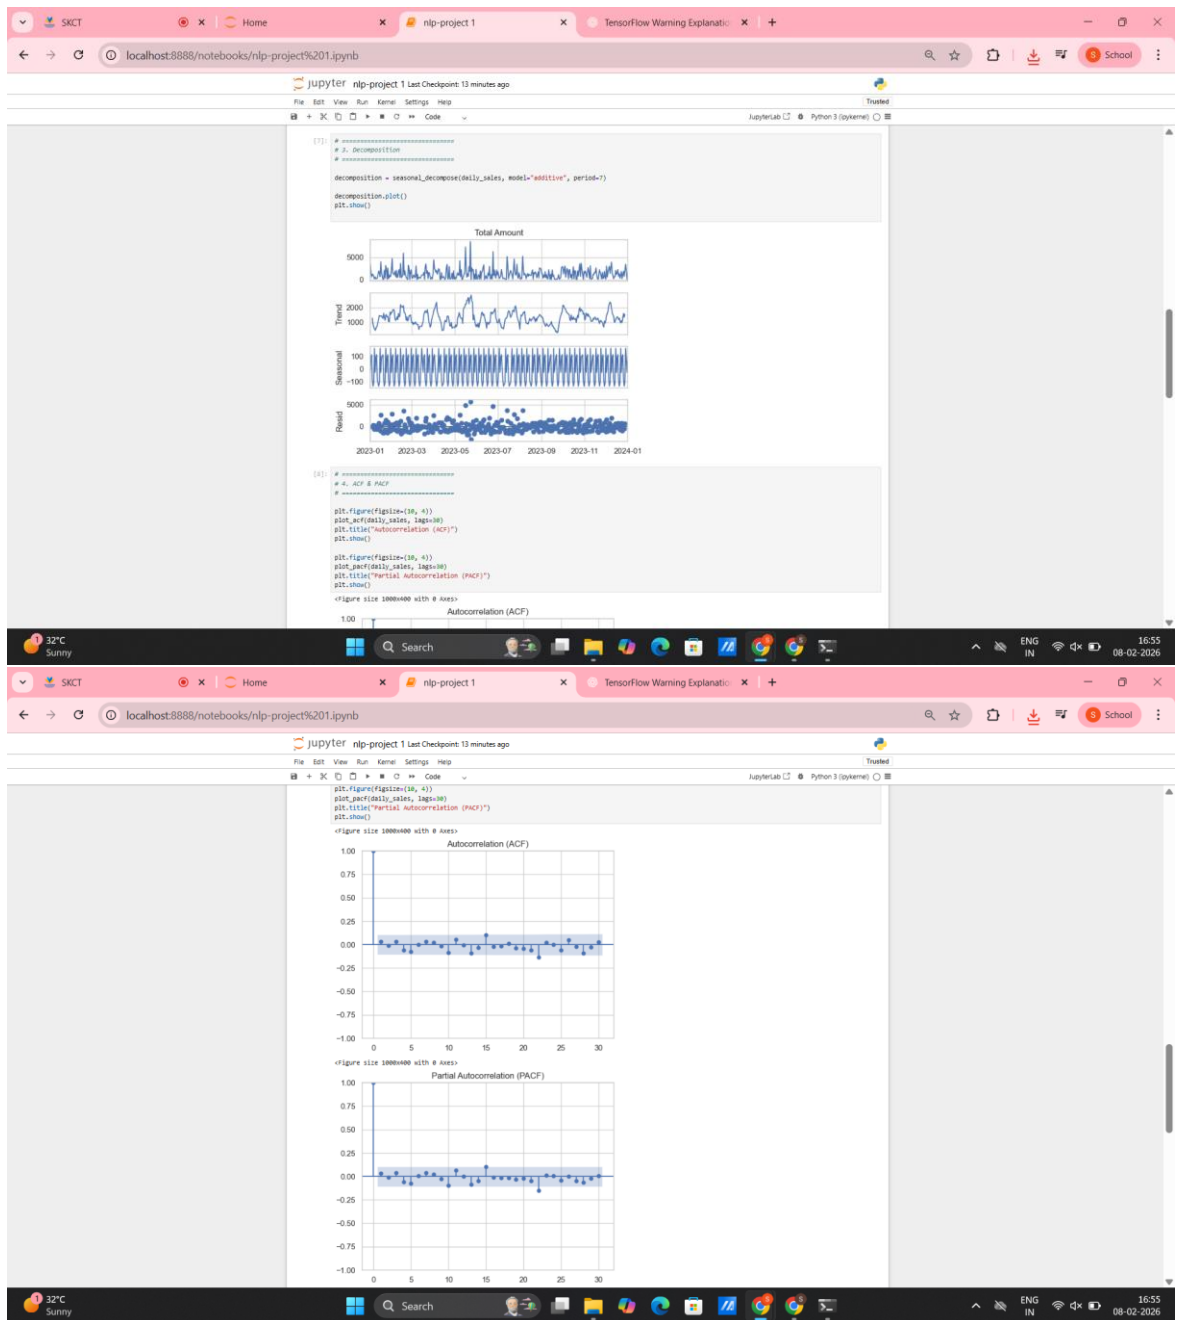 SKCT
Home
nlp-project 1
TensorFlow Warning Explanatio
localhost:8888/notebooks/nlp-project%201.ipynb
S School
jupyter nlp-project 1 Last Checkpoint: 13 minutes ago
File Edit View Run Kernel Settings Help
Trusted
Code
JupyterLab Python 3 (ipykernel)
[7]: # ==============================
# 3. Decomposition
# ==============================
decomposition = seasonal_decompose(daily_sales, model="additive", period=7)
decomposition.plot()
plt.show()
Total Amount
5000
0
Trend
2000
1000
Seasonal
100
0
−100
Resid
5000
0
2023-01 2023-03 2023-05 2023-07 2023-09 2023-11 2024-01
[8]: # ==============================
# 4. ACF & PACF
# ==============================
plt.figure(figsize=(10, 4))
plot_acf(daily_sales, lags=30)
plt.title("Autocorrelation (ACF)")
plt.show()
plt.figure(figsize=(10, 4))
plot_pacf(daily_sales, lags=30)
plt.title("Partial Autocorrelation (PACF)")
plt.show()
<Figure size 1000x400 with 0 Axes>
Autocorrelation (ACF)
1.00
1
32°C
Sunny
Search
ENG
IN
16:55
08-02-2026
SKCT
Home
nlp-project 1
TensorFlow Warning Explanatio
localhost:8888/notebooks/nlp-project%201.ipynb
S School
jupyter nlp-project 1 Last Checkpoint: 13 minutes ago
File Edit View Run Kernel Settings Help
Trusted
Code
JupyterLab Python 3 (ipykernel)
plt.figure(figsize=(10, 4))
plot_pacf(daily_sales, lags=30)
plt.title("Partial Autocorrelation (PACF)")
plt.show()
<Figure size 1000x400 with 0 Axes>
Autocorrelation (ACF)
1.00
0.75
0.50
0.25
0.00
−0.25
−0.50
−0.75
−1.00
0 5 10 15 20 25 30
<Figure size 1000x400 with 0 Axes>
Partial Autocorrelation (PACF)
1.00
0.75
0.50
0.25
0.00
−0.25
−0.50
−0.75
−1.00
0 5 10 15 20 25 30
1
32°C
Sunny
Search
ENG
IN
16:55
08-02-2026